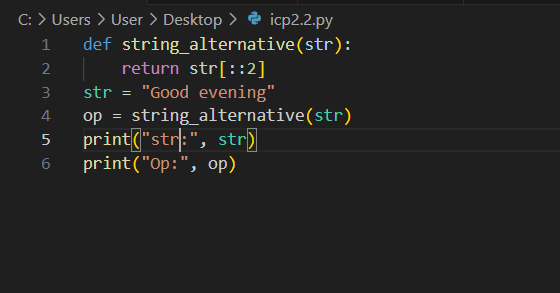 C: > Users > User > Desktop > icp2.2.py
1 def string_alternative(str):
2     return str[::2]
3 str = "Good evening"
4 op = string_alternative(str)
5 print("str:", str)
6 print("Op:", op)